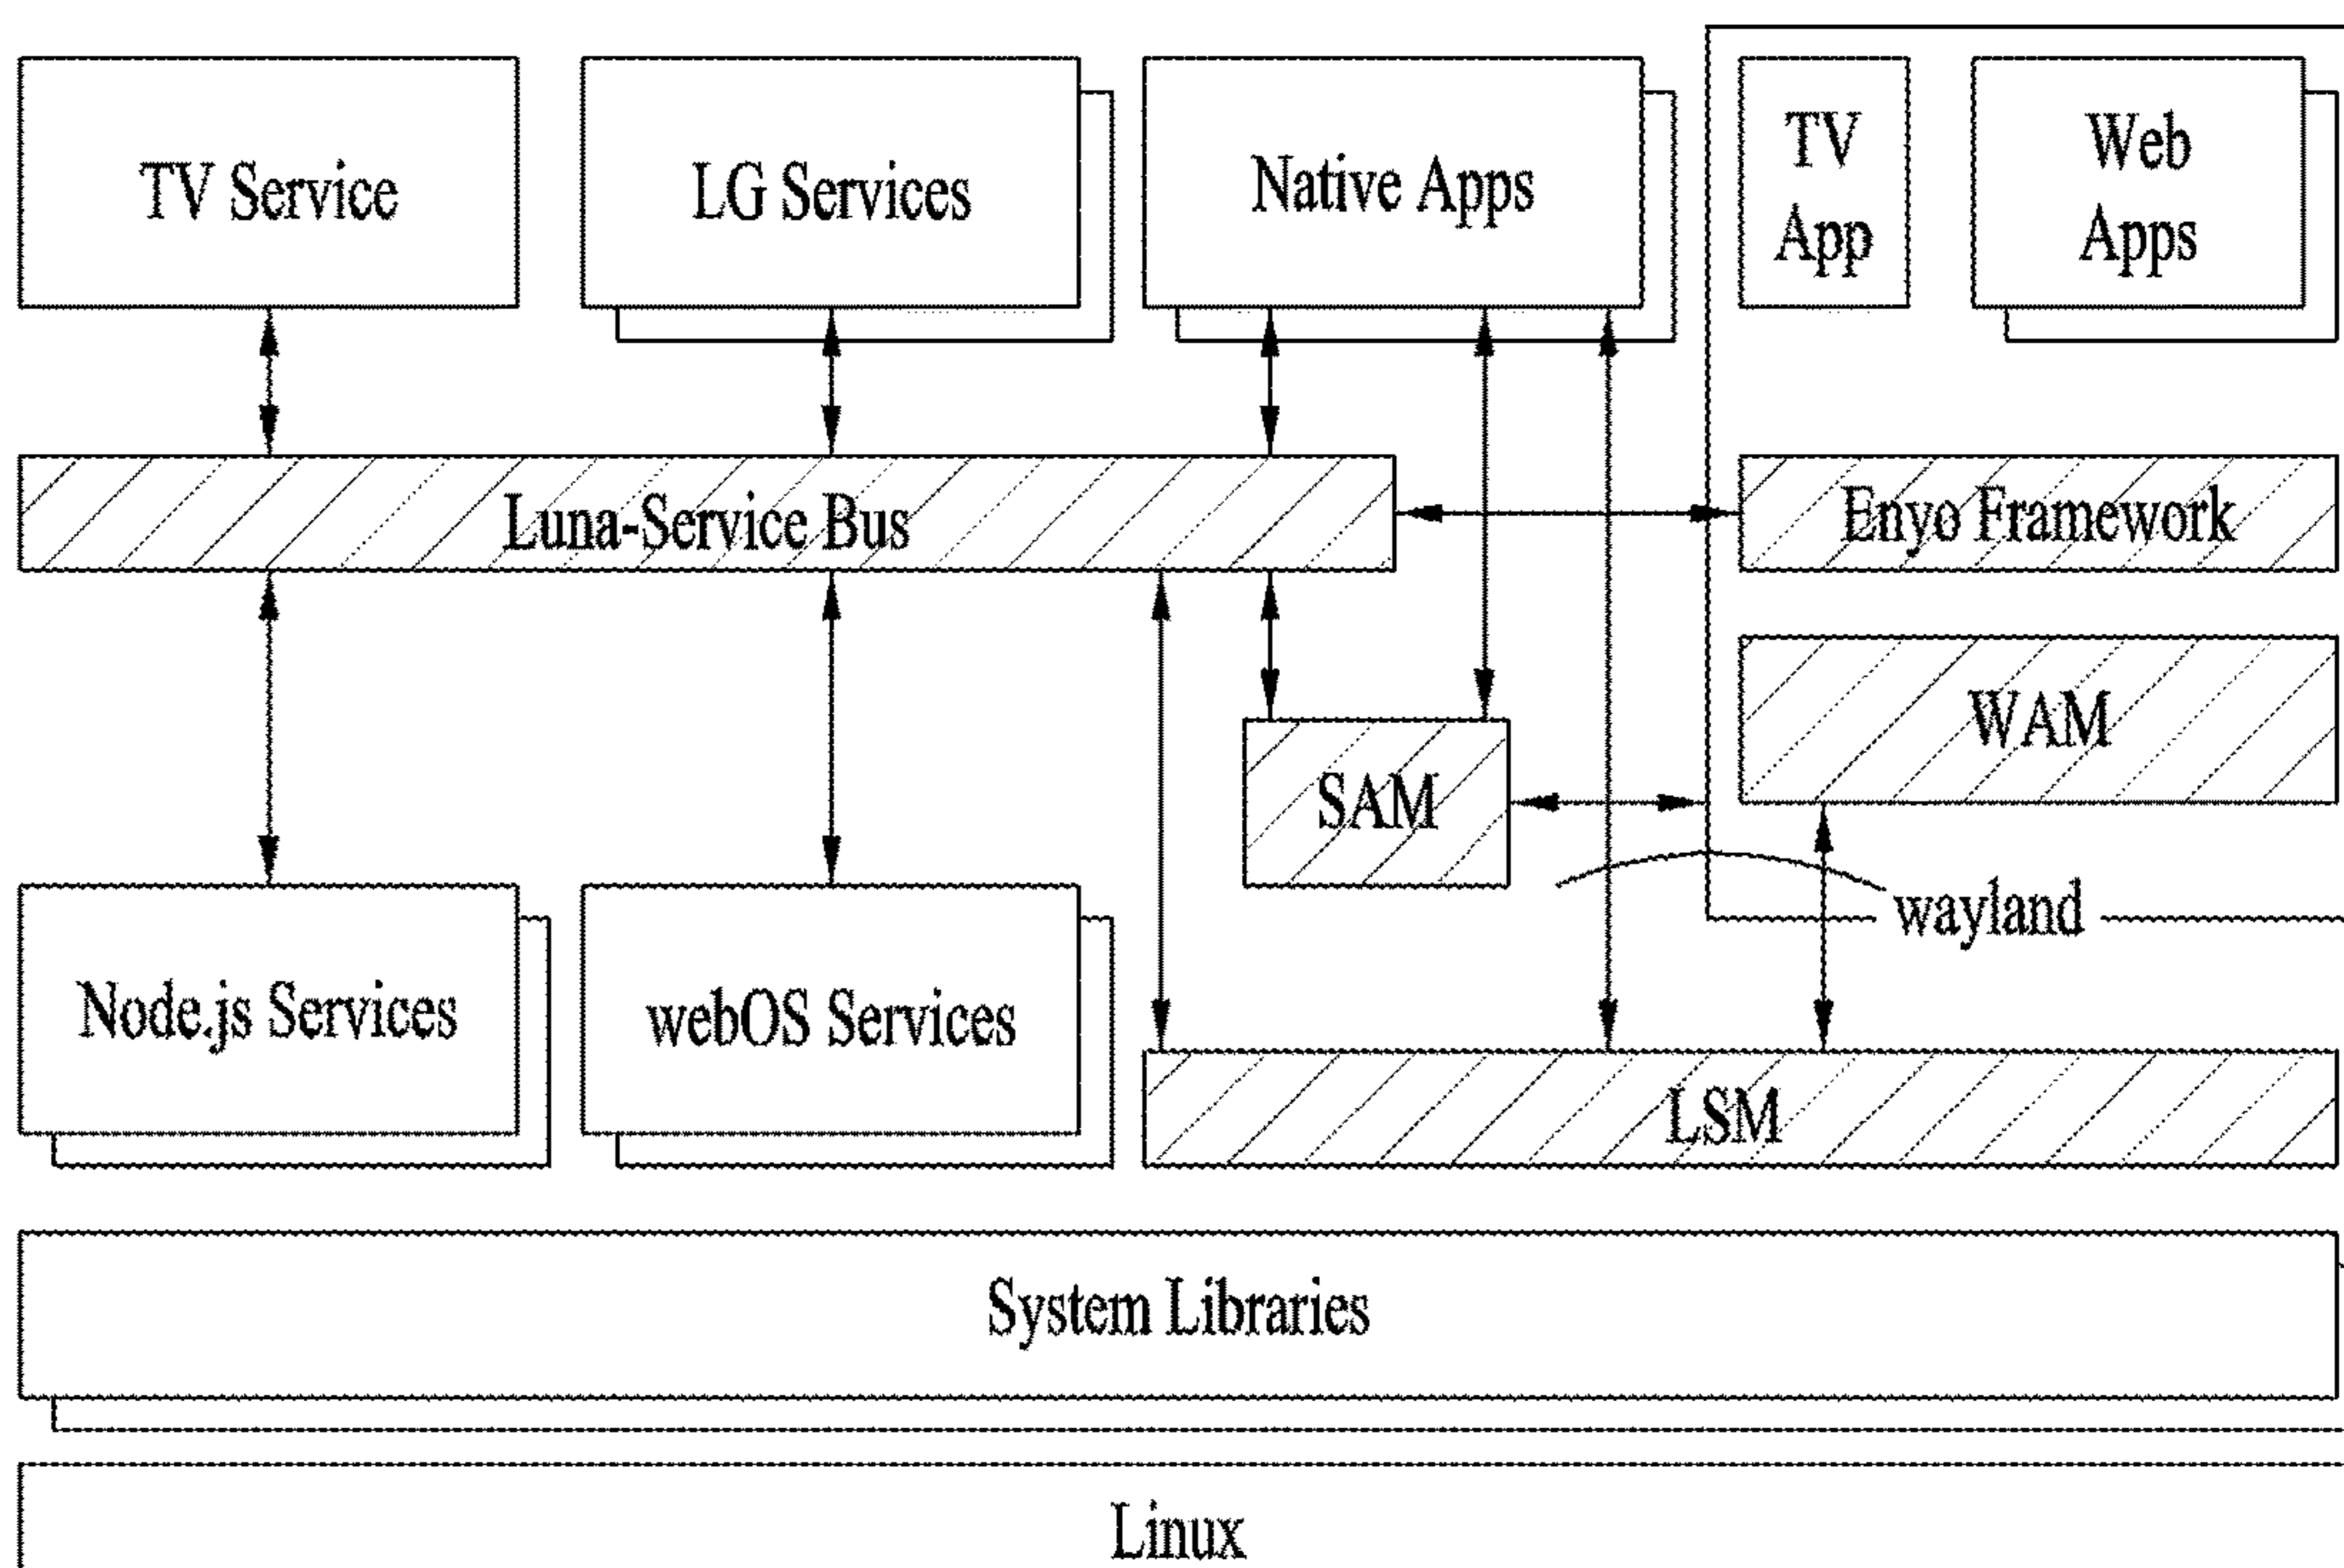 TV Service
LG Services
Native Apps
TV
App
Web
Apps
Luna-Service Bus
Enyo Framework
WAM
SAM
wayland
Node.js Services
webOS Services
LSM
System Libraries
Linux